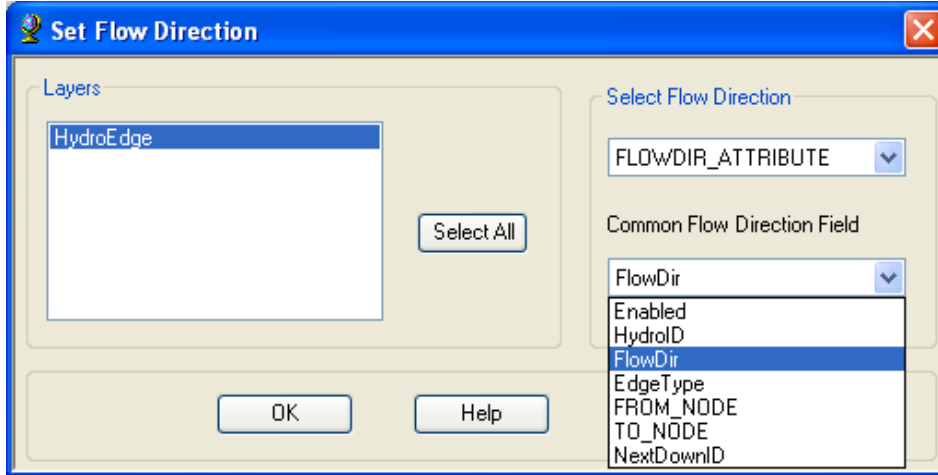 Set Flow Direction
Layers
HydroEdge
Select All
Select Flow Direction
FLOWDIR_ATTRIBUTE
Common Flow Direction Field
FlowDir
Enabled
HydroID
FlowDir
EdgeType
FROM_NODE
TO_NODE
NextDownID
OK
Help